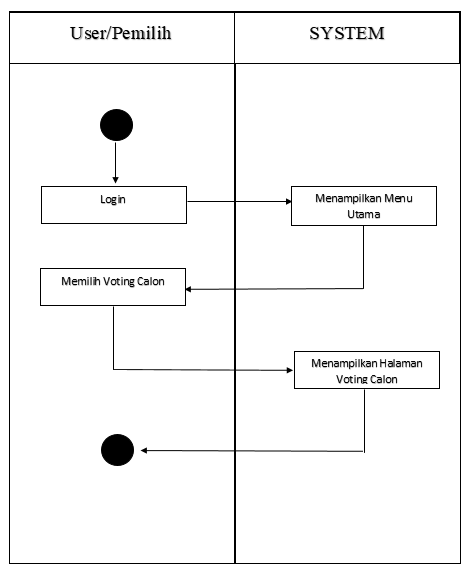 User/Pemilih
SYSTEM
Login
Menampilkan Menu
Utama
Memilih Voting Calon
Menampilkan Halaman
Voting Calon